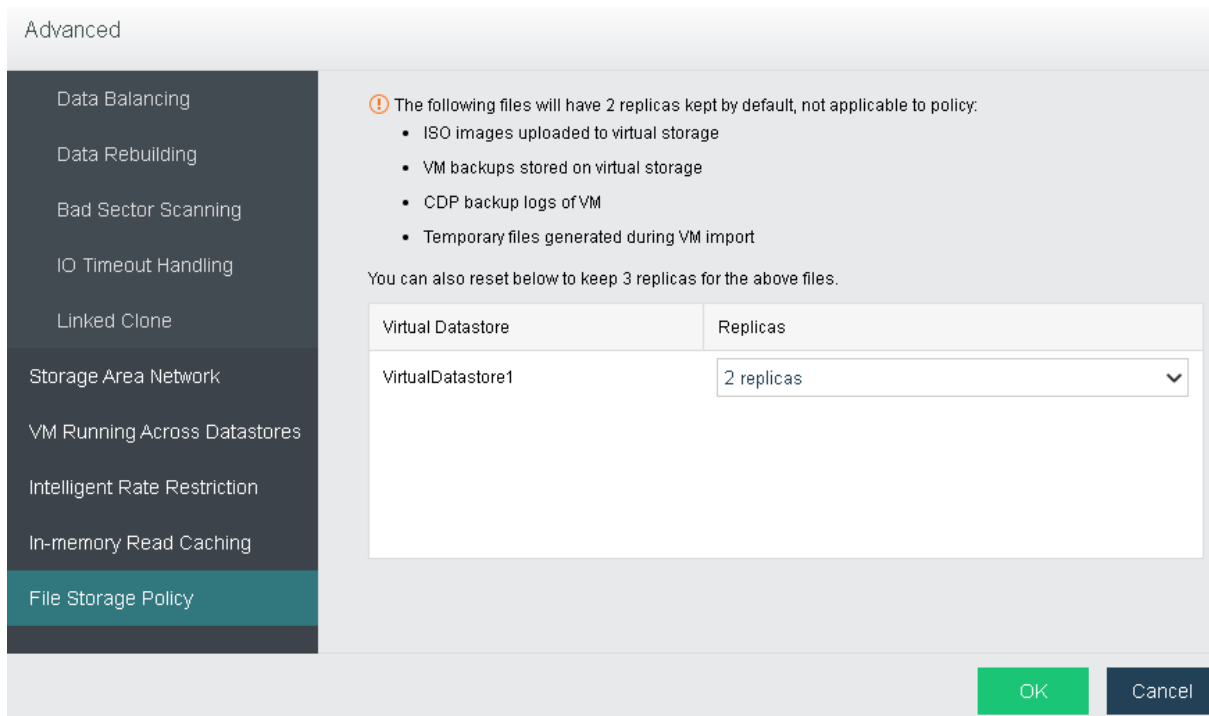 Advanced
Data Balancing
Data Rebuilding
Bad Sector Scanning
IO Timeout Handling
Linked Clone
Storage Area Network
VM Running Across Datastores
Intelligent Rate Restriction
In-memory Read Caching
File Storage Policy
The following files will have 2 replicas kept by default, not applicable to policy:
• ISO images uploaded to virtual storage
• VM backups stored on virtual storage
• CDP backup logs of VM
• Temporary files generated during VM import
You can also reset below to keep 3 replicas for the above files.
Virtual Datastore Replicas
VirtualDatastore1 2 replicas
OK Cancel